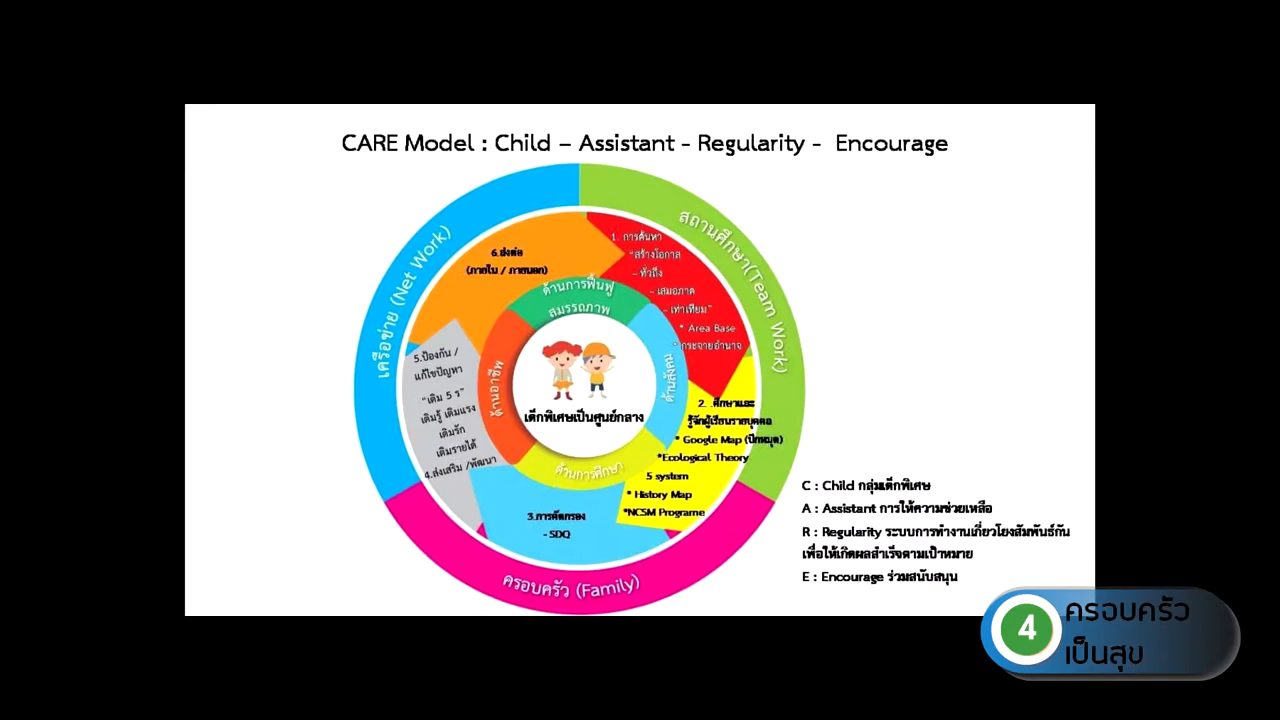 CARE Model : Child – Assistant - Regularity - Encourage
เครือข่าย (Net Work)
สถานศึกษา(Team Work)
ครอบครัว (Family)
1. การค้นหา
“สร้างโอกาส
– ทั่วถึง
– เสมอภาค
– เท่าเทียม”
* Area Base
* กระจายอำนาจ
2. .ศึกษาและ
รู้จักผู้เรียนรายบุคคล
* Google Map (ปักหมุด)
*Ecological Theory
5 system
* History Map
*NCSM Programe
3.การคัดกรอง
- SDQ
4.ส่งเสริม /พัฒนา
5.ป้องกัน /
แก้ไขปัญหา
“เติม 5 ร”
เติมรู้ เติมแรง
เติมรัก
เติมรายได้
6.ส่งต่อ
(ภายใน / ภายนอก)
ด้านการฟื้นฟู
สมรรถภาพ
ด้านสังคม
ด้านการศึกษา
ด้านอาชีพ
เด็กพิเศษเป็นศูนย์กลาง
C : Child กลุ่มเด็กพิเศษ
A : Assistant การให้ความช่วยเหลือ
R : Regularity ระบบการทำงานเกี่ยวโยงสัมพันธ์กัน
เพื่อให้เกิดผลสำเร็จตามเป้าหมาย
E : Encourage ร่วมสนับสนุน
4
ครอบครัว
เป็นสุข